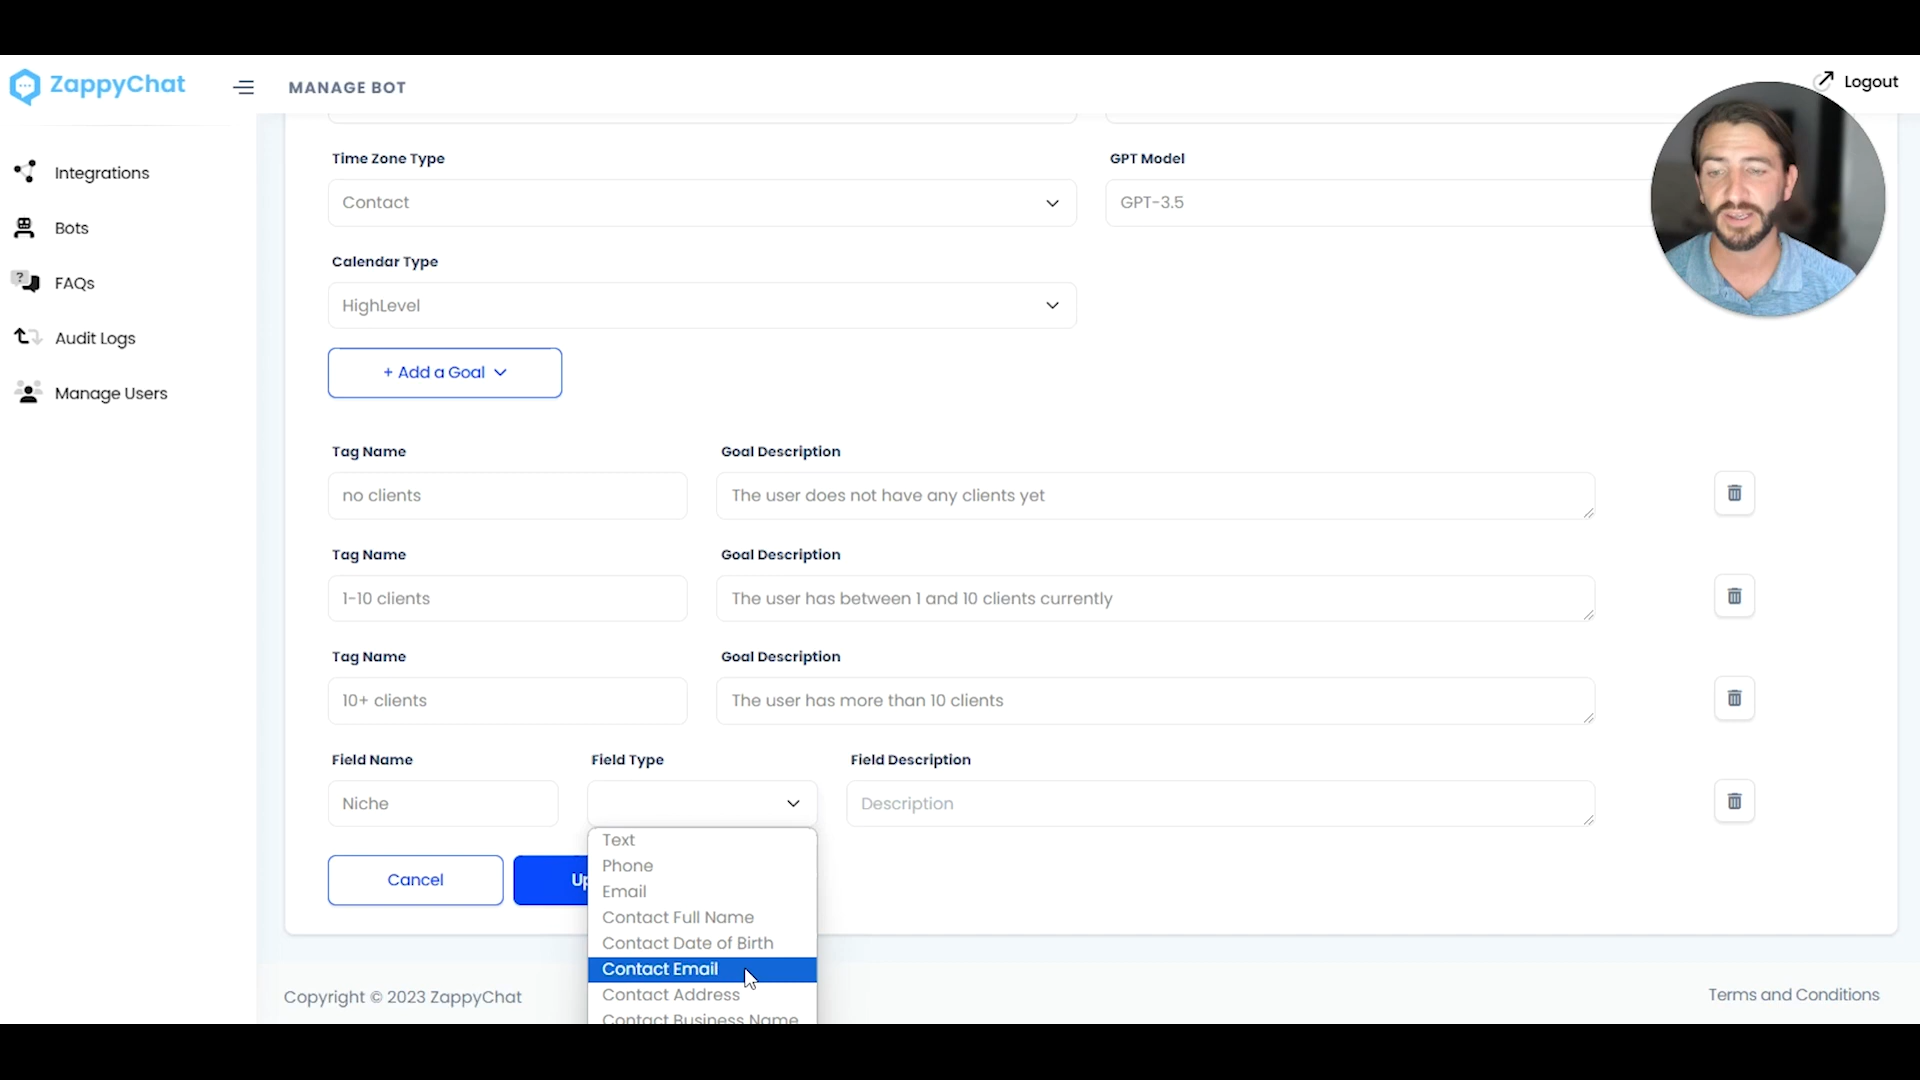 ZappyChat
MANAGE BOT
Logout
Integrations
Bots
FAQs
Audit Logs
Manage Users
Time Zone Type
GPT Model
Contact
GPT-3.5
Calendar Type
HighLevel
+ Add a Goal
Tag Name
Goal Description
no clients
The user does not have any clients yet
Tag Name
Goal Description
1-10 clients
The user has between 1 and 10 clients currently
Tag Name
Goal Description
10+ clients
The user has more than 10 clients
Field Name
Field Type
Field Description
Niche
Description
Text
Phone
Email
Contact Full Name
Contact Date of Birth
Contact Email
Contact Address
Contact Business Name
Cancel
Up
Copyright © 2023 ZappyChat
Terms and Conditions